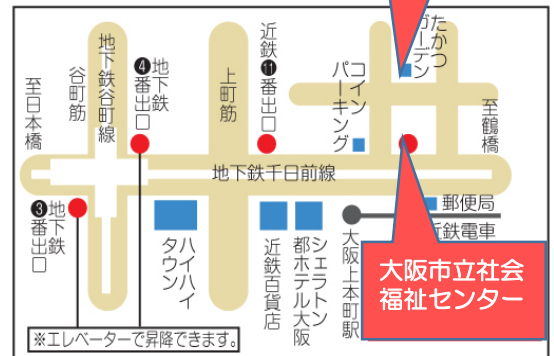 至日本橋
谷町筋
地下鉄谷町線
❹番出口
地下鉄
上町筋
近鉄⓫番出口
コイン
パーキング
たかつ
ガーデン
至鶴橋
地下鉄千日前線
地下鉄
❸番出口
ハイハイ
タウン
近鉄百貨店
シェラトン
都ホテル大阪
大阪上本町駅
郵便局
近鉄電車
大阪市立社会
福祉センター
※エレベーターで昇降できます。